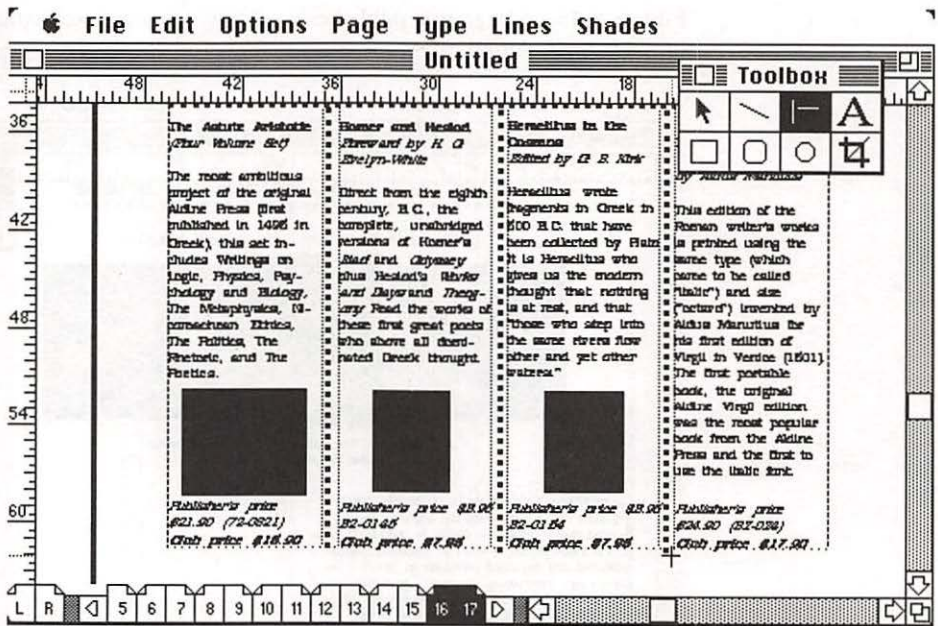 File Edit Options Page Type Lines Shades
Untitled
Toolbox
48 42 36 30 24 18
36
42
48
54
60
A
The Astute Aristotle
(Four Volume Set)
The most ambitious
project of the original
Aldine Press (first
published in 1495 in
Greek), this set in-
cludes Writings on
Logic, Physics, Psy-
chology and Biology,
The Metaphysics, Ni-
comachean Ethics,
The Politics, The
Rhetoric, and The
Poetics.
Publisher's price
$21.90 (72-0821)
Club price $18.90
Homer and Hesiod
Foreward by H. G
Evelyn-White
Direct from the eighth
century, B.C., the
complete, unabridged
versions of Homer's
Iliad and Odyssey
plus Hesiod's Works
and Days and Theog-
ony. Read the works of
these first great poets
who above all domi-
nated Greek thought.
Publisher's price $8.95
B2-0145
Club price $7.95
Heraclitus in the
Cosmos
Edited by G. S. Kirk
Heraclitus wrote
fragments in Greek in
500 B.C. that have
been collected by Plato.
It is Heraclitus who
gives us the modern
thought that nothing
is at rest, and that
"those who step into
the same rivers flow
other and yet other
waters."
Publisher's price $8.95
B2-0154
Club price $7.95
by Aldus Manutius
This edition of the
Roman writer's works
is printed using the
same type (which
came to be called
"italic") and size
("octavo") invented by
Aldus Manutius for
his first edition of
Virgil in Venice (1501).
The first portable
book, the original
Aldine Virgil edition
was the most popular
book from the Aldine
Press and the first to
use the italic font.
Publisher's price
$24.90
Club price $17.90
L R 5 6 7 8 9 10 11 12 13 14 15 16 17